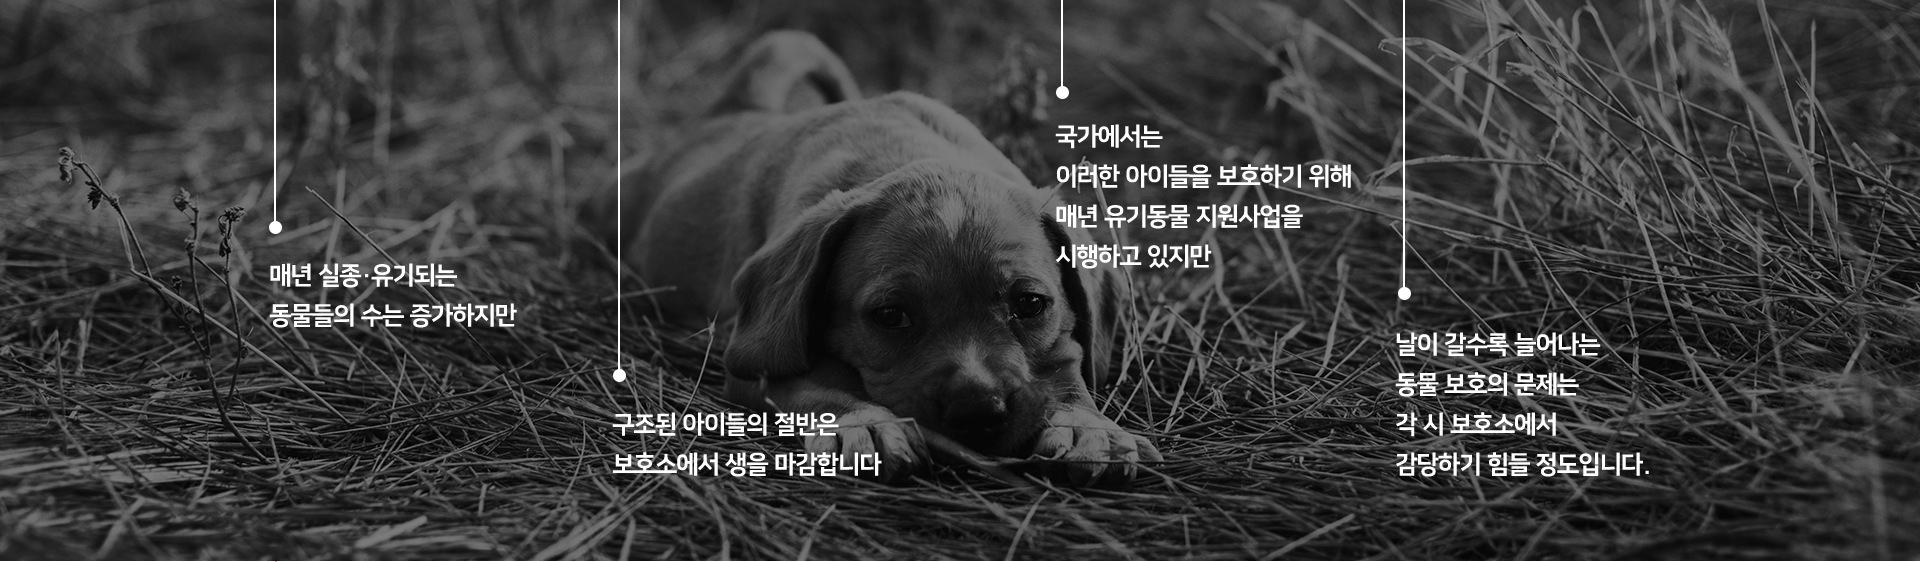 매년 실종·유기되는
동물들의 수는 증가하지만
구조된 아이들의 절반은
보호소에서 생을 마감합니다
국가에서는
이러한 아이들을 보호하기 위해
매년 유기동물 지원사업을
시행하고 있지만
날이 갈수록 늘어나는
동물 보호의 문제는
각 시 보호소에서
감당하기 힘들 정도입니다.